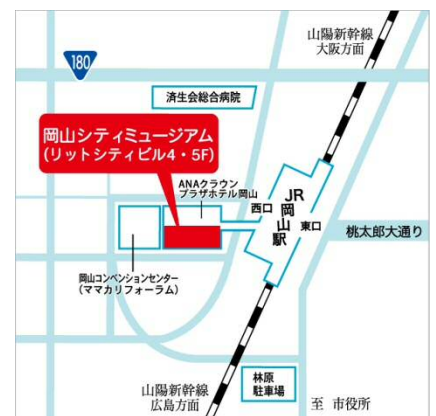 山陽新幹線
大阪方面
180
済生会総合病院
岡山シティミュージアム
(リットシティビル4・5F)
ANAクラウン
プラザホテル岡山
JR
岡山駅
西口
東口
桃太郎大通り
岡山コンベンションセンター
(ママカリフォーラム)
林原
駐車場
山陽新幹線
広島方面
至 市役所